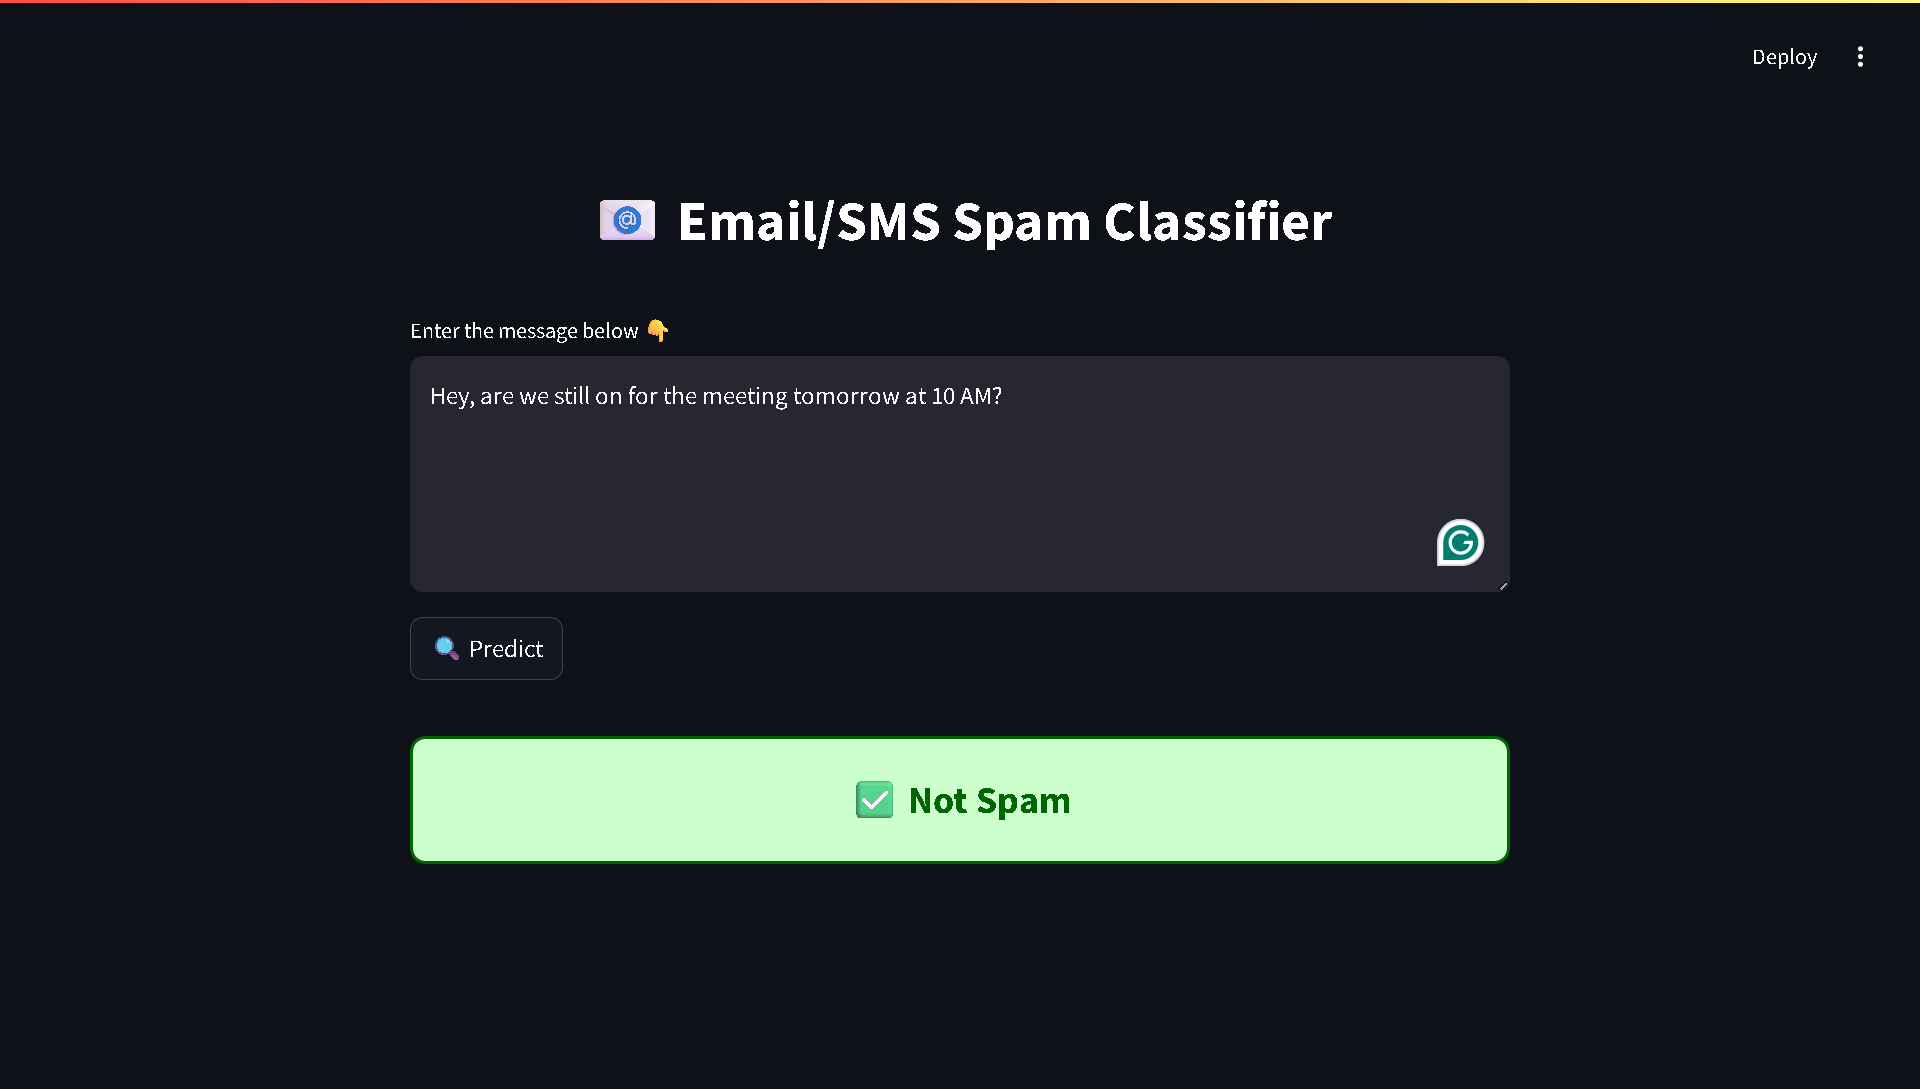 Deploy
Email/SMS Spam Classifier
Enter the message below 👇
Hey, are we still on for the meeting tomorrow at 10 AM?
Predict
Not Spam